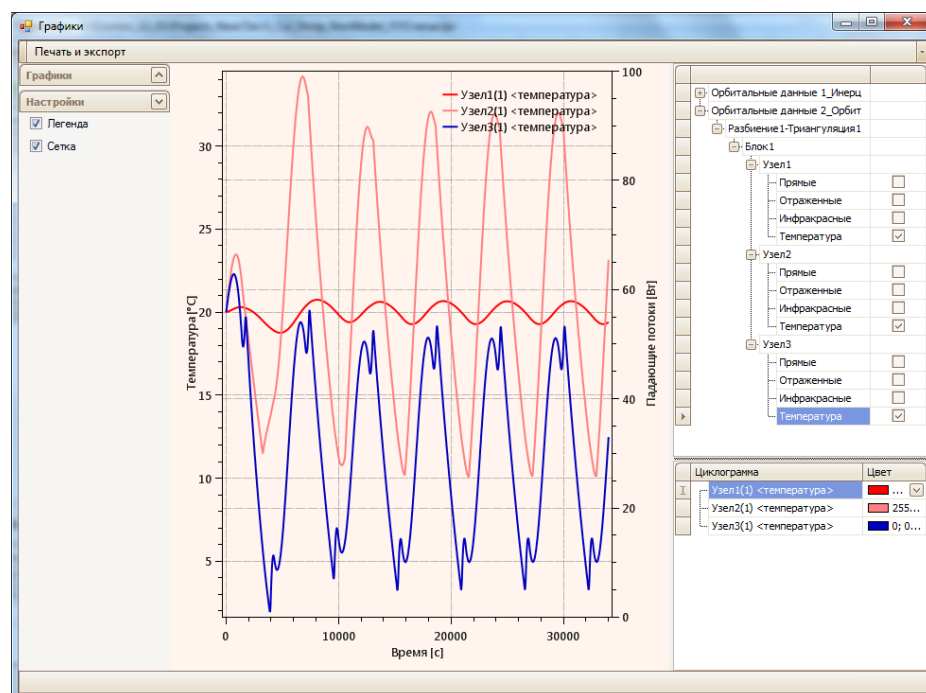 Графики
Печать и экспорт
Графики
Настройки
Легенда
Сетка
Узел1(1) <температура>
Узел2(1) <температура>
Узел3(1) <температура>
30
25
20
15
10
5
Температура[°C]
100
80
60
40
20
0
Падающие потоки [Вт]
0
10000
20000
30000
Время [с]
Орбитальные данные 1_Инерц
Орбитальные данные 2_Орбит
Разбиение1-Триангуляция1
Блок1
Узел1
Прямые
Отраженные
Инфракрасные
Температура
Узел2
Прямые
Отраженные
Инфракрасные
Температура
Узел3
Прямые
Отраженные
Инфракрасные
Температура
Циклограмма Цвет
Узел1(1) <температура> ...
Узел2(1) <температура> 255...
Узел3(1) <температура> 0; 0...